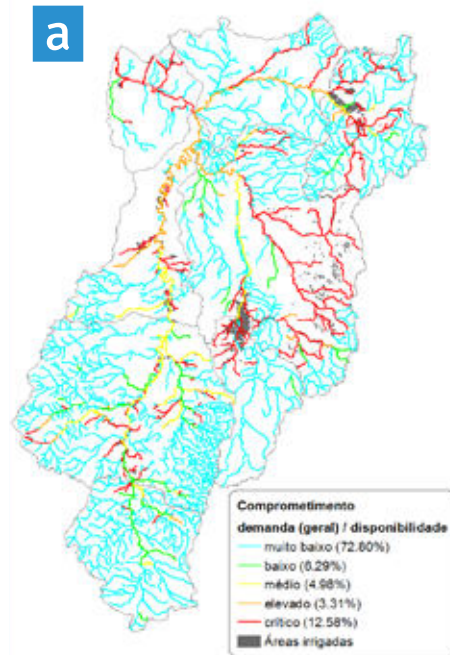 a
Comprometimento
demanda (geral) / disponibilidade
muito baixo (72.80%)
baixo (6.29%)
médio (4.98%)
elevado (3.31%)
crítico (12.58%)
Áreas irrigadas